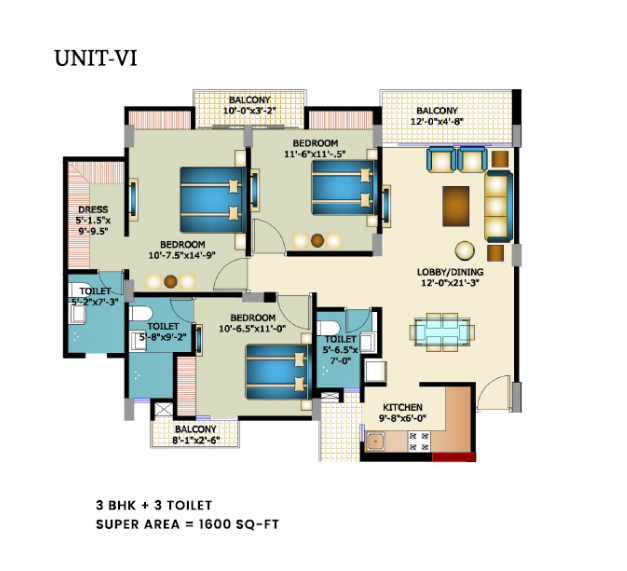 UNIT-VI
BALCONY
10'-0"x3'-2"
BALCONY
12'-0"x4'-8"
BEDROOM
11'-6"x11'-.5"
DRESS
5'-1.5"x
9'-9.5"
BEDROOM
10'-7.5"x14'-9"
LOBBY/DINING
12'-0"x21'-3"
TOILET
5'-2"x7'-3"
TOILET
5'-8"x9'-2"
BEDROOM
10'-6.5"x11'-0"
TOILET
5'-6.5"x
7'-0"
KITCHEN
9'-8"x6'-0"
BALCONY
8'-1"x2'-6"
3 BHK + 3 TOILET
SUPER AREA = 1600 SQ-FT